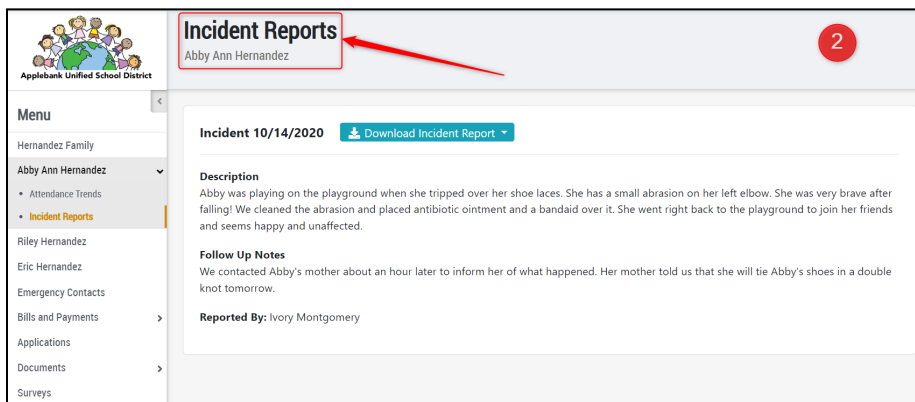 Applebank Unified School District
Incident Reports
Abby Ann Hernandez
2
Menu
Hernandez Family
Abby Ann Hernandez
Attendance Trends
Incident Reports
Riley Hernandez
Eric Hernandez
Emergency Contacts
Bills and Payments
Applications
Documents
Surveys
Incident 10/14/2020
Download Incident Report
Description
Abby was playing on the playground when she tripped over her shoe laces. She has a small abrasion on her left elbow. She was very brave after
falling! We cleaned the abrasion and placed antibiotic ointment and a bandaid over it. She went right back to the playground to join her friends
and seems happy and unaffected.
Follow Up Notes
We contacted Abby's mother about an hour later to inform her of what happened. Her mother told us that she will tie Abby's shoes in a double
knot tomorrow.
Reported By: Ivory Montgomery